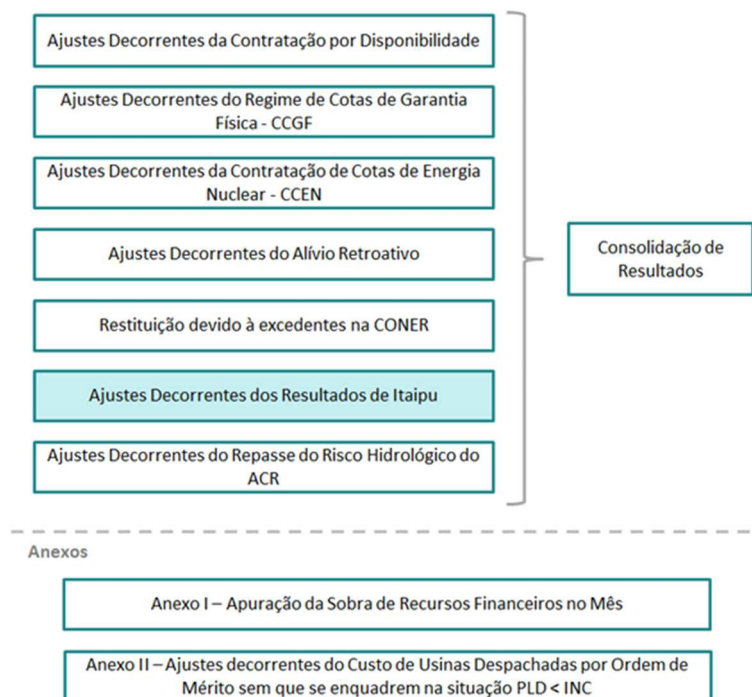 Ajustes Decorrentes da Contratação por Disponibilidade
Ajustes Decorrentes do Regime de Cotas de Garantia
Física - CCGF
Ajustes Decorrentes da Contratação de Cotas de Energia
Nuclear - CCEN
Ajustes Decorrentes do Alívio Retroativo
Restituição devido à excedentes na CONER
Ajustes Decorrentes dos Resultados de Itaipu
Ajustes Decorrentes do Repasse do Risco Hidrológico do
ACR
Consolidação de
Resultados
Anexos
Anexo I – Apuração da Sobra de Recursos Financeiros no Mês
Anexo II – Ajustes decorrentes do Custo de Usinas Despachadas por Ordem de
Mérito sem que se enquadrem na situação PLD < INC